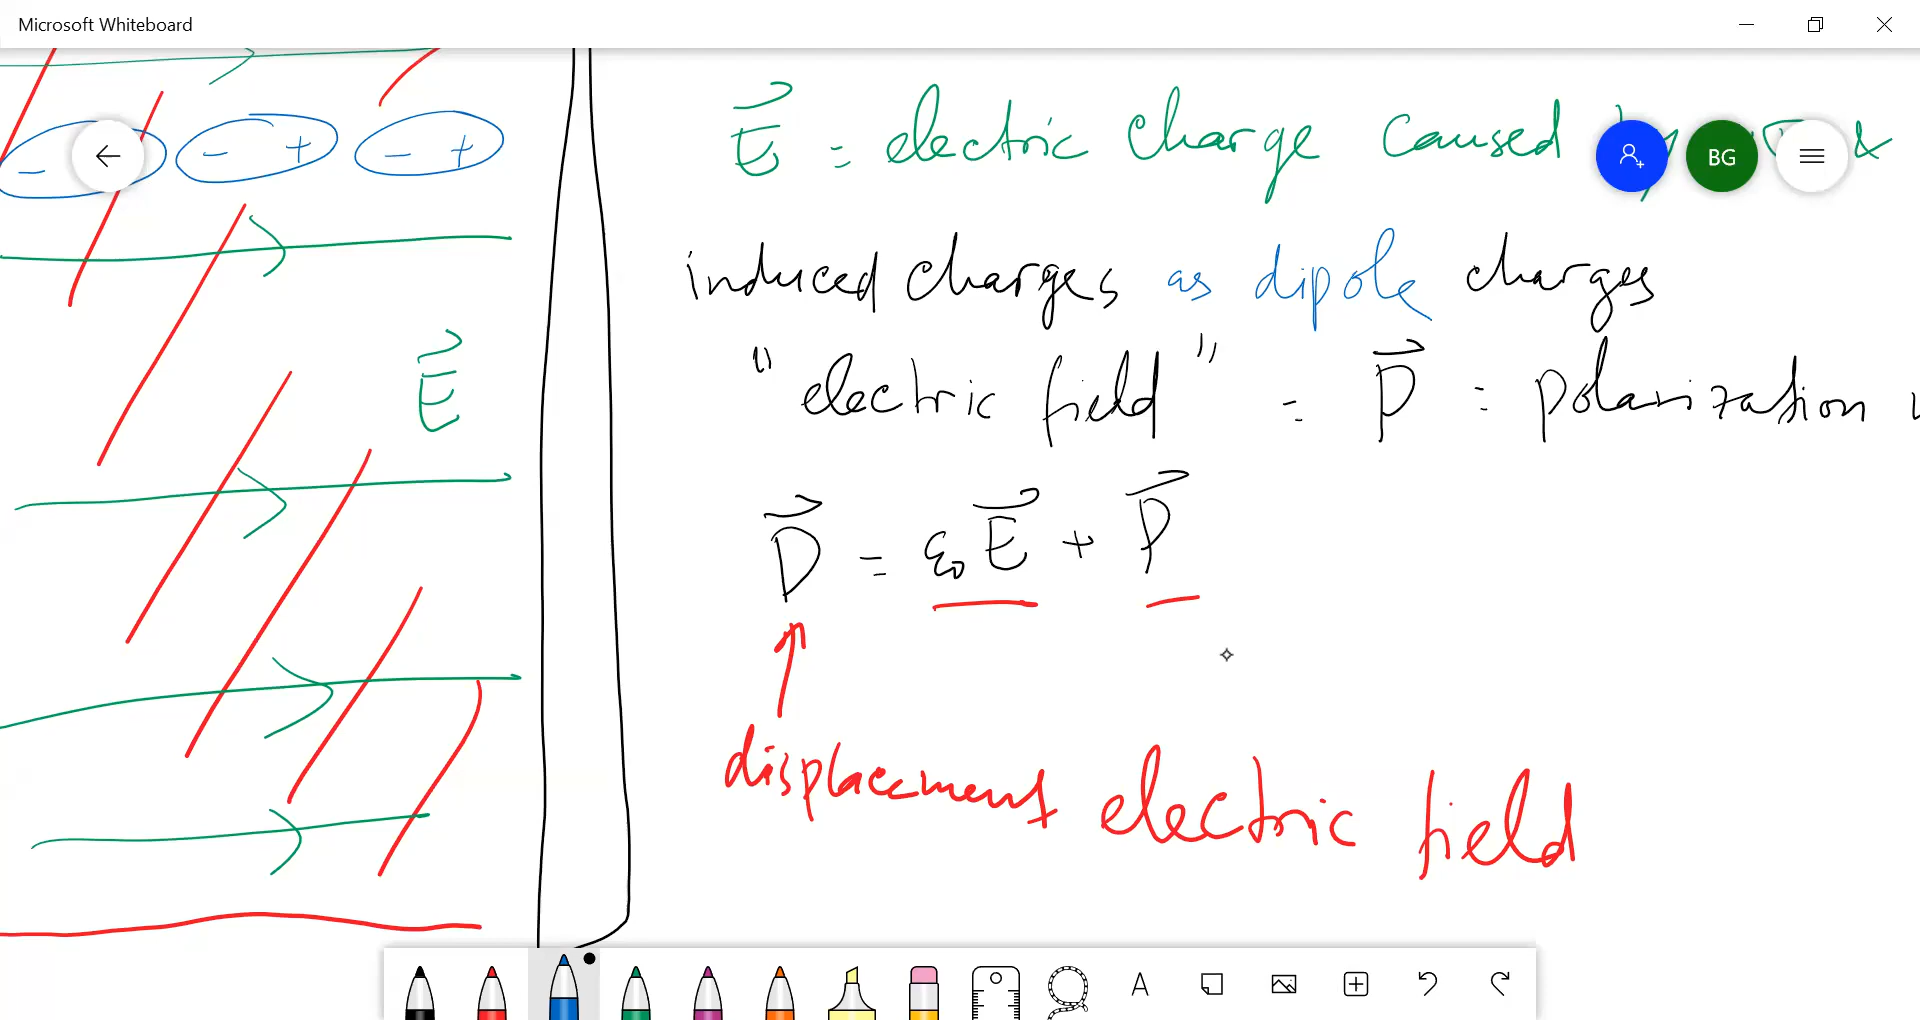 Microsoft Whiteboard
E⃗ = electric charge caused &
BG
induced charges as dipole charges
"electric field" = P⃗ = polarization
D⃗ = ε₀E⃗ + P⃗
displacement electric field
- - + - +
E⃗
A